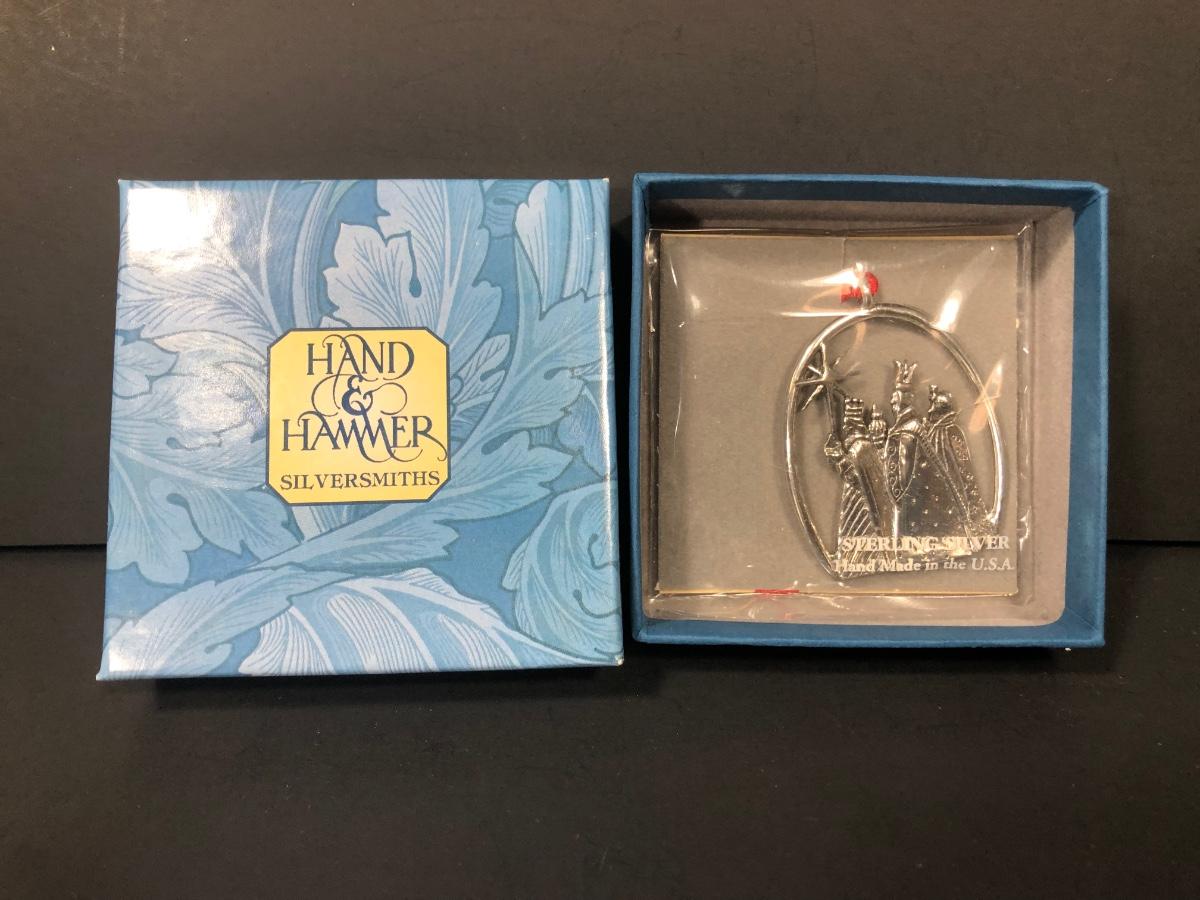 HAND
&
HAMMER
SILVERSMITHS
STERLING SILVER
Hand Made in the U.S.A.